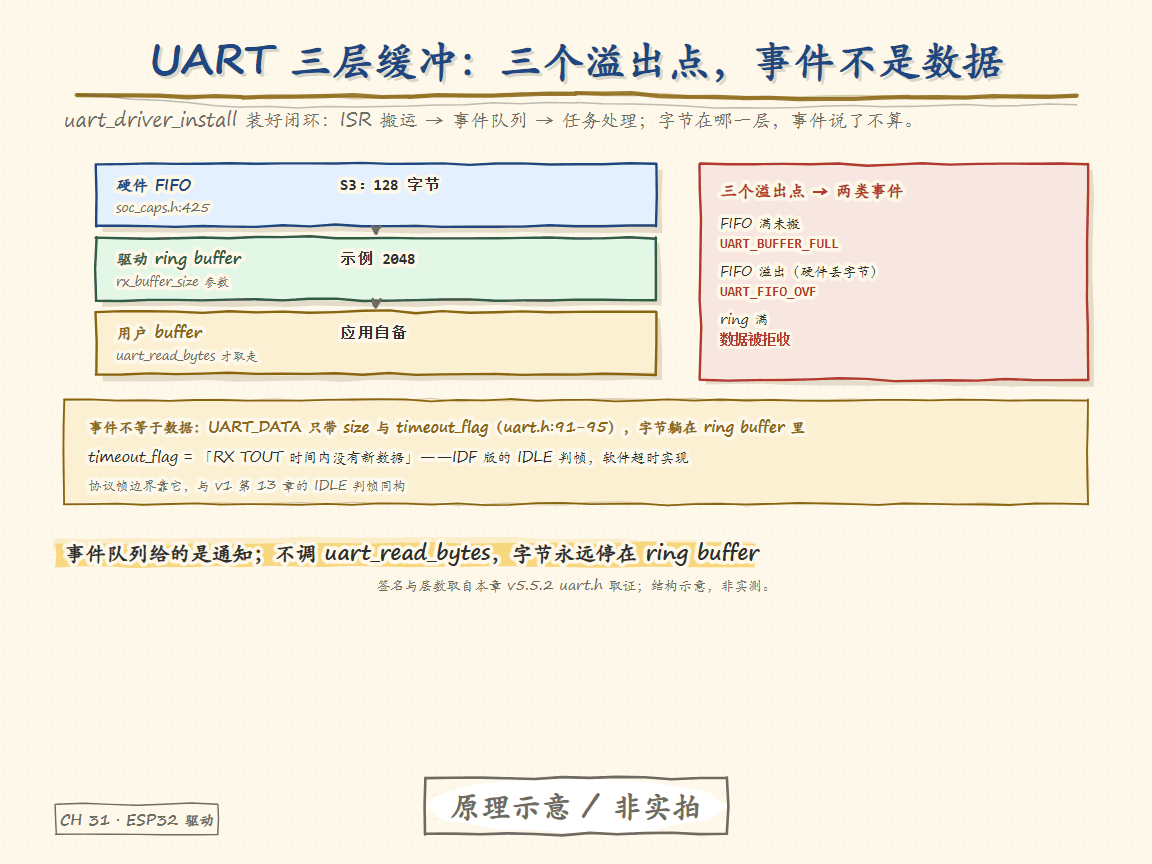 UART 三层缓冲：三个溢出点，事件不是数据
uart_driver_install 装好闭环：ISR 搬运 → 事件队列 → 任务处理；字节在哪一层，事件说了不算。
硬件 FIFO
S3：128 字节
soc_caps.h:425
驱动 ring buffer
示例 2048
rx_buffer_size 参数
用户 buffer
应用自备
uart_read_bytes 才取走
三个溢出点 → 两类事件
FIFO 满未搬
UART_BUFFER_FULL
FIFO 溢出（硬件丢字节）
UART_FIFO_OVF
ring 满
数据被拒收
事件不等于数据：UART_DATA 只带 size 与 timeout_flag（uart.h:91-95），字节躺在 ring buffer 里
timeout_flag = 「RX TOUT 时间内没有新数据」——IDF 版的 IDLE 判帧，软件超时实现
协议帧边界靠它，与 v1 第 13 章的 IDLE 判帧同构
事件队列给的是通知；不调 uart_read_bytes，字节永远停在 ring buffer
签名与层数取自本章 v5.5.2 uart.h 取证；结构示意，非实测。
原理示意 / 非实拍
CH 31 · ESP32 驱动